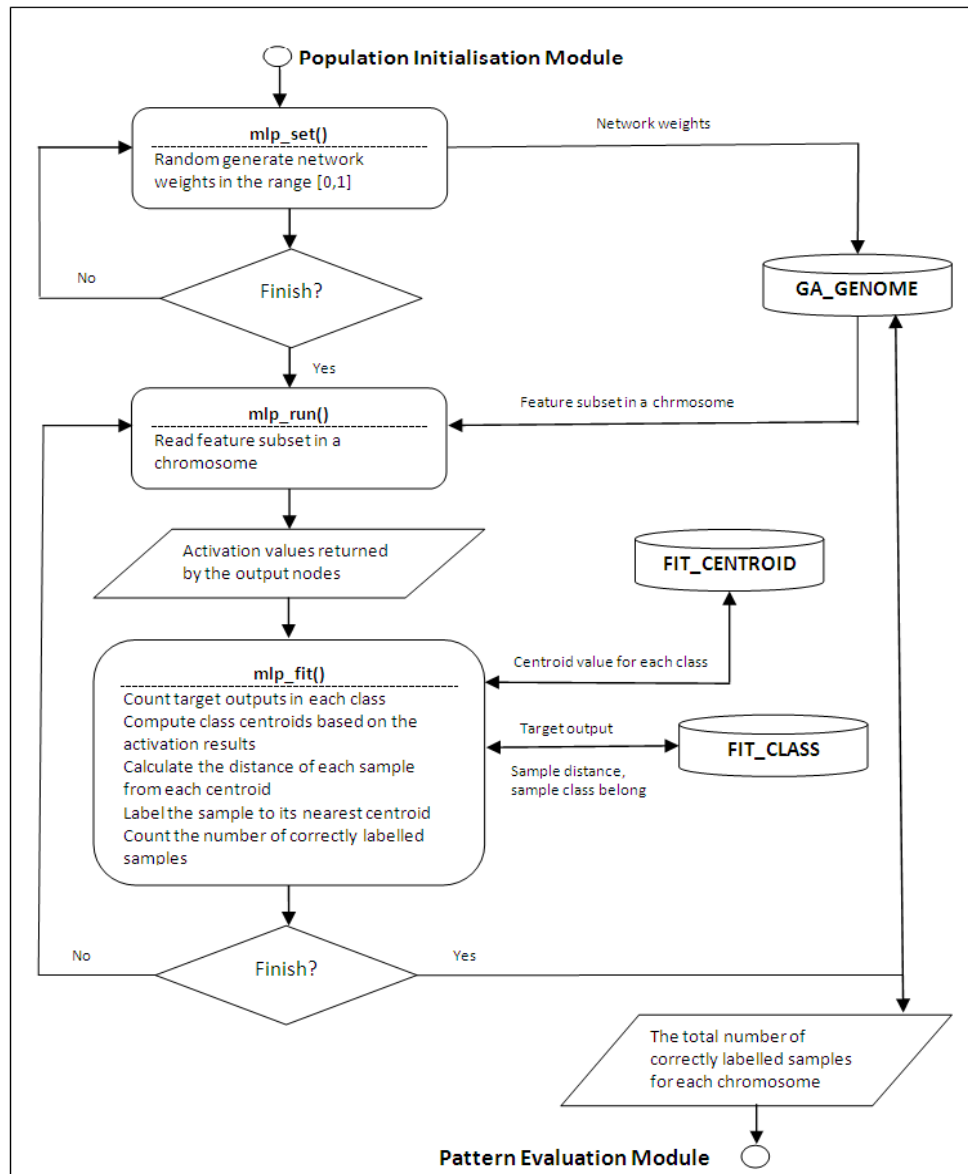 Population Initialisation Module
mlp_set()
Random generate network
weights in the range [0,1]
Network weights
No
Finish?
GA_GENOME
Yes
mlp_run()
Read feature subset in a
chromosome
Feature subset in a chrmosome
Activation values returned
by the output nodes
FIT_CENTROID
mlp_fit()
Count target outputs in each class
Compute class centroids based on the
activation results
Calculate the distance of each sample
from each centroid
Label the sample to its nearest centroid
Count the number of correctly labelled
samples
Centroid value for each class
Target output
FIT_CLASS
Sample distance,
sample class belong
No
Finish?
Yes
The total number of
correctly labelled samples
for each chromosome
Pattern Evaluation Module